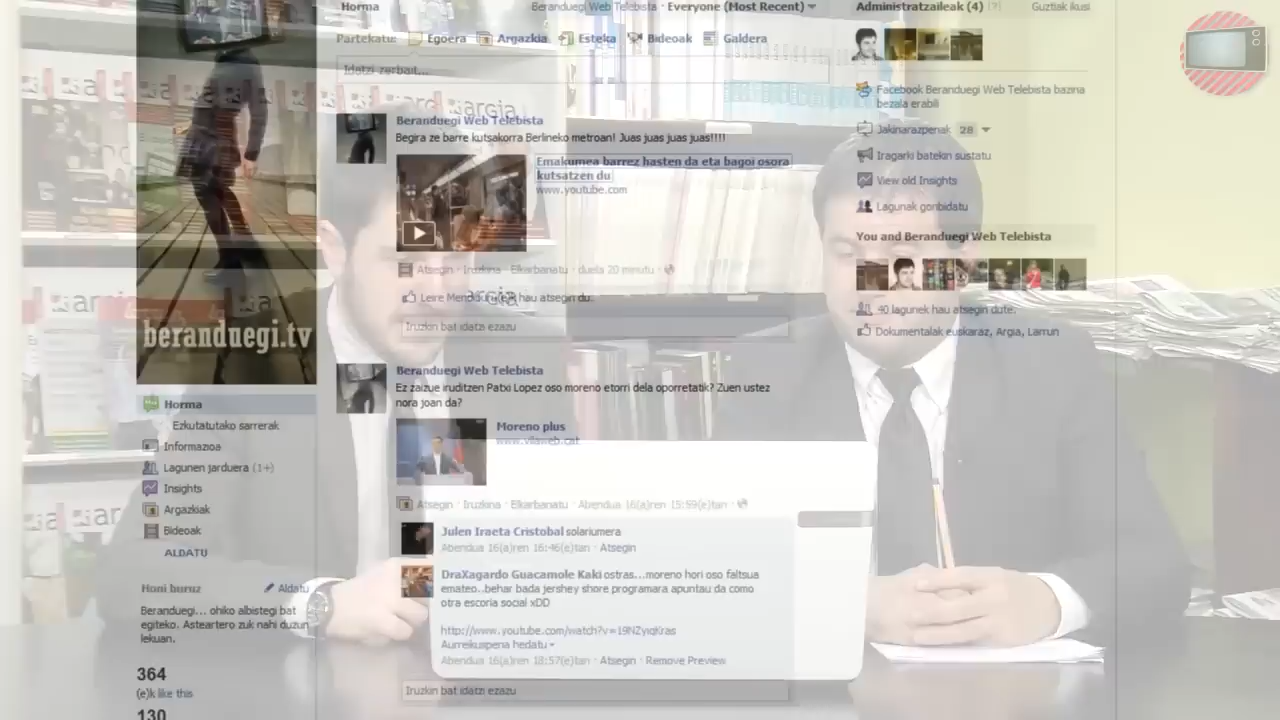 Horma
Beranduegi Web Telebista · Everyone (Most Recent)
Partekatu: Egoera Argazkia Esteka Bideoak Galdera
Idatzi zerbait...
Beranduegi Web Telebista
Begira ze barre kutsakorra Berlineko metroan! Juas juas juas juas!!!!
Emakumea barrez hasten da eta bagoi osora
kutsatzen du
www.youtube.com
Atsegin · Iruzkina · Elkarbanatu · duela 20 minutu ·
hau atsegin du.
Iruzkin bat idatzi ezazu
Beranduegi Web Telebista
Ez zaizue iruditzen Patxi Lopez oso moreno etorri dela oporretatik? Zuen ustez
nora joan da?
Moreno plus
www.vilaweb.cat
Atsegin · Iruzkina · Elkarbanatu · Abendua 16(a)ren 15:59(e)tan ·
Julen Iraeta Cristobal solariumera
Abendua 16(a)ren 16:46(e)tan · Atsegin
DraXagardo Guacamole Kaki ostras...moreno hori oso faltsua
emateo..behar bada jershey shore programara apuntau da como
otra escoria social xDD
http://www.youtube.com/watch?v=
Aurreikuspena hedatu
Abendua 16(a)ren 18:57(e)tan · Atsegin · Remove Preview
Iruzkin bat idatzi ezazu
beranduegi.tv
Horma
Ezkutatutako sarrerak
Informazioa
Lagunen jarduera (1+)
Insights
Argazkiak
Bideoak
ALDATU
Honi buruz Aldatu
Beranduegi... ohiko albistegi bat
egiteko. Asteartero zuk nahi duzun
lekuan.
364
(e)k like this
130
Administratzaileak (4) [?] Guztiak ikusi
Facebook Beranduegi Web Telebista bazina
bezala erabili
Jakinarazpenak 28
Iragarki batekin sustatu
View old Insights
Lagunak gonbidatu
You and Beranduegi Web Telebista
40 lagunek hau atsegin dute.
Dokumentalak euskaraz, Argia, Larrun
argia
argia
argia